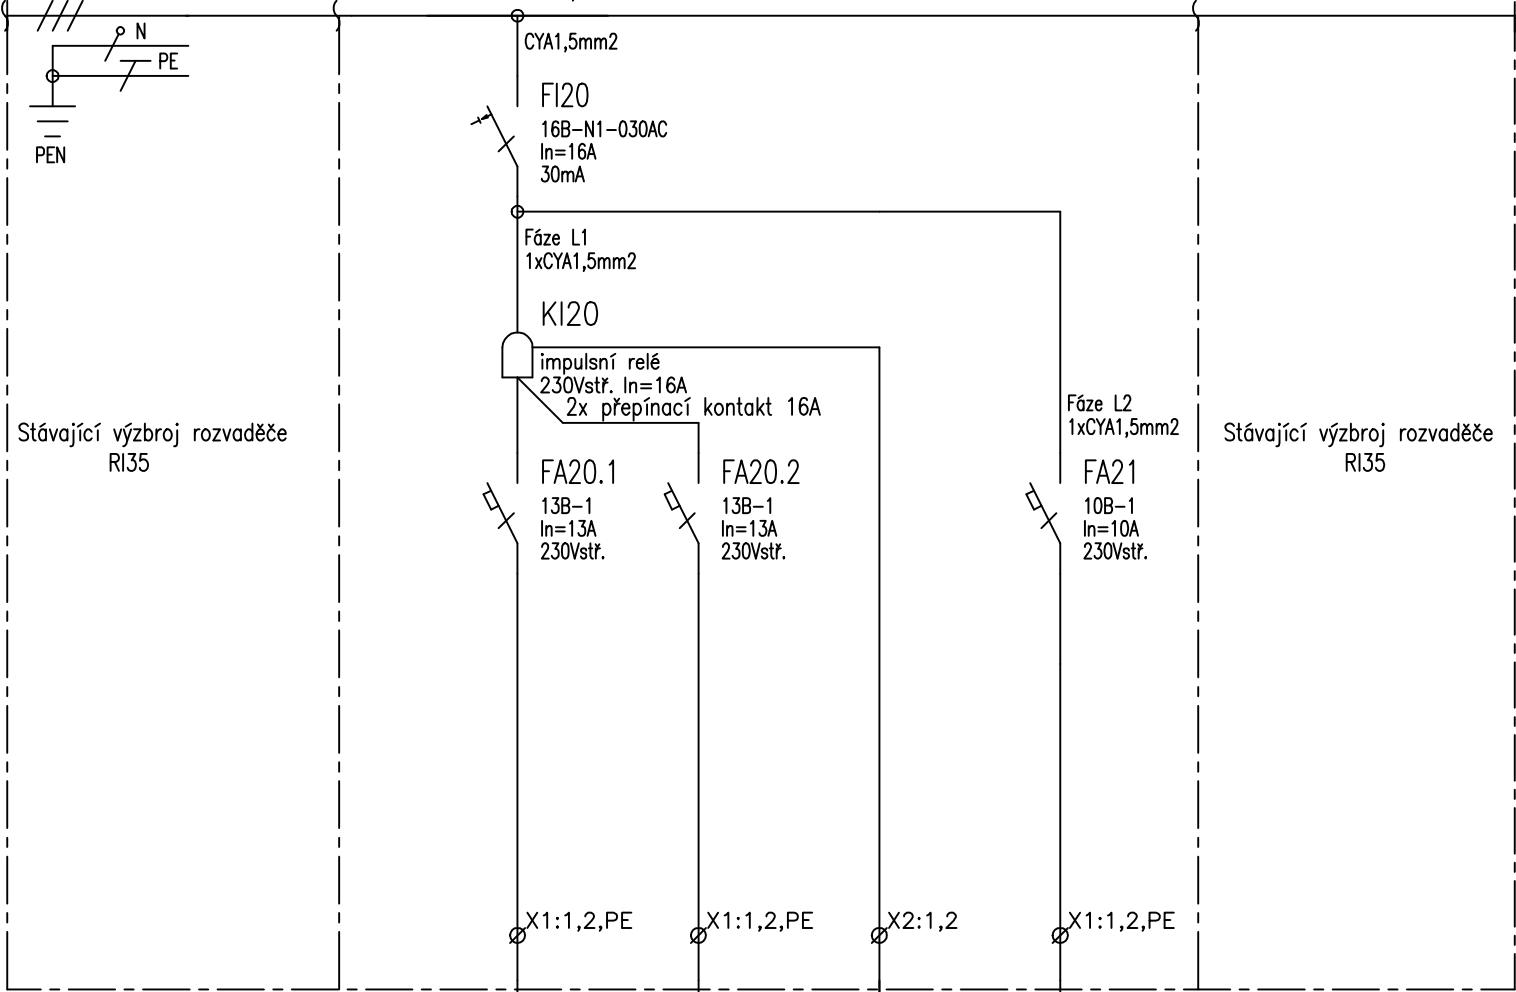 N
PE
PEN
CYA1,5mm2
FI20
16B-N1-030AC
In=16A
30mA
Fáze L1
1xCYA1,5mm2
KI20
impulsní relé
230Vstř. In=16A
2x přepínací kontakt 16A
Stávající výzbroj rozvaděče
RI35
FA20.1
13B-1
In=13A
230Vstř.
FA20.2
13B-1
In=13A
230Vstř.
Fáze L2
1xCYA1,5mm2
FA21
10B-1
In=10A
230Vstř.
Stávající výzbroj rozvaděče
RI35
X1:1,2,PE
X1:1,2,PE
X2:1,2
X1:1,2,PE